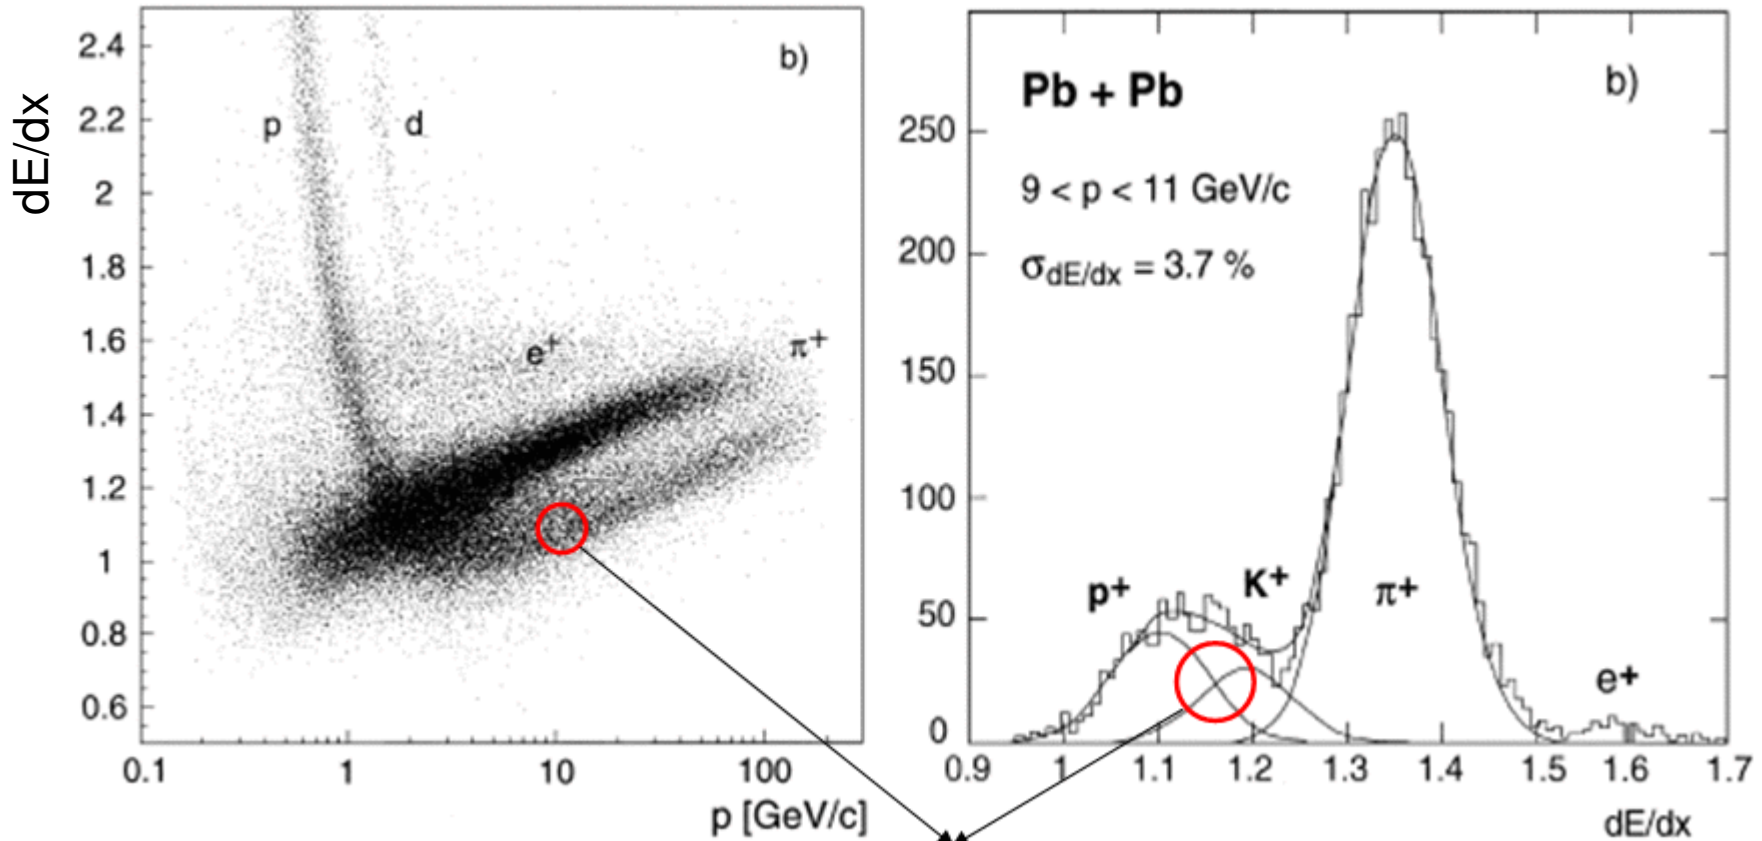 b)
dE/dx
2.4
2.2
2
1.8
1.6
1.4
1.2
1
0.8
0.6
p
d
e+
π+
0.1 1 10 100
p [GeV/c]
Pb + Pb
b)
9 < p < 11 GeV/c
σdE/dx = 3.7 %
250
200
150
100
50
0
p+
K+
π+
e+
0.9 1 1.1 1.2 1.3 1.4 1.5 1.6 1.7
dE/dx